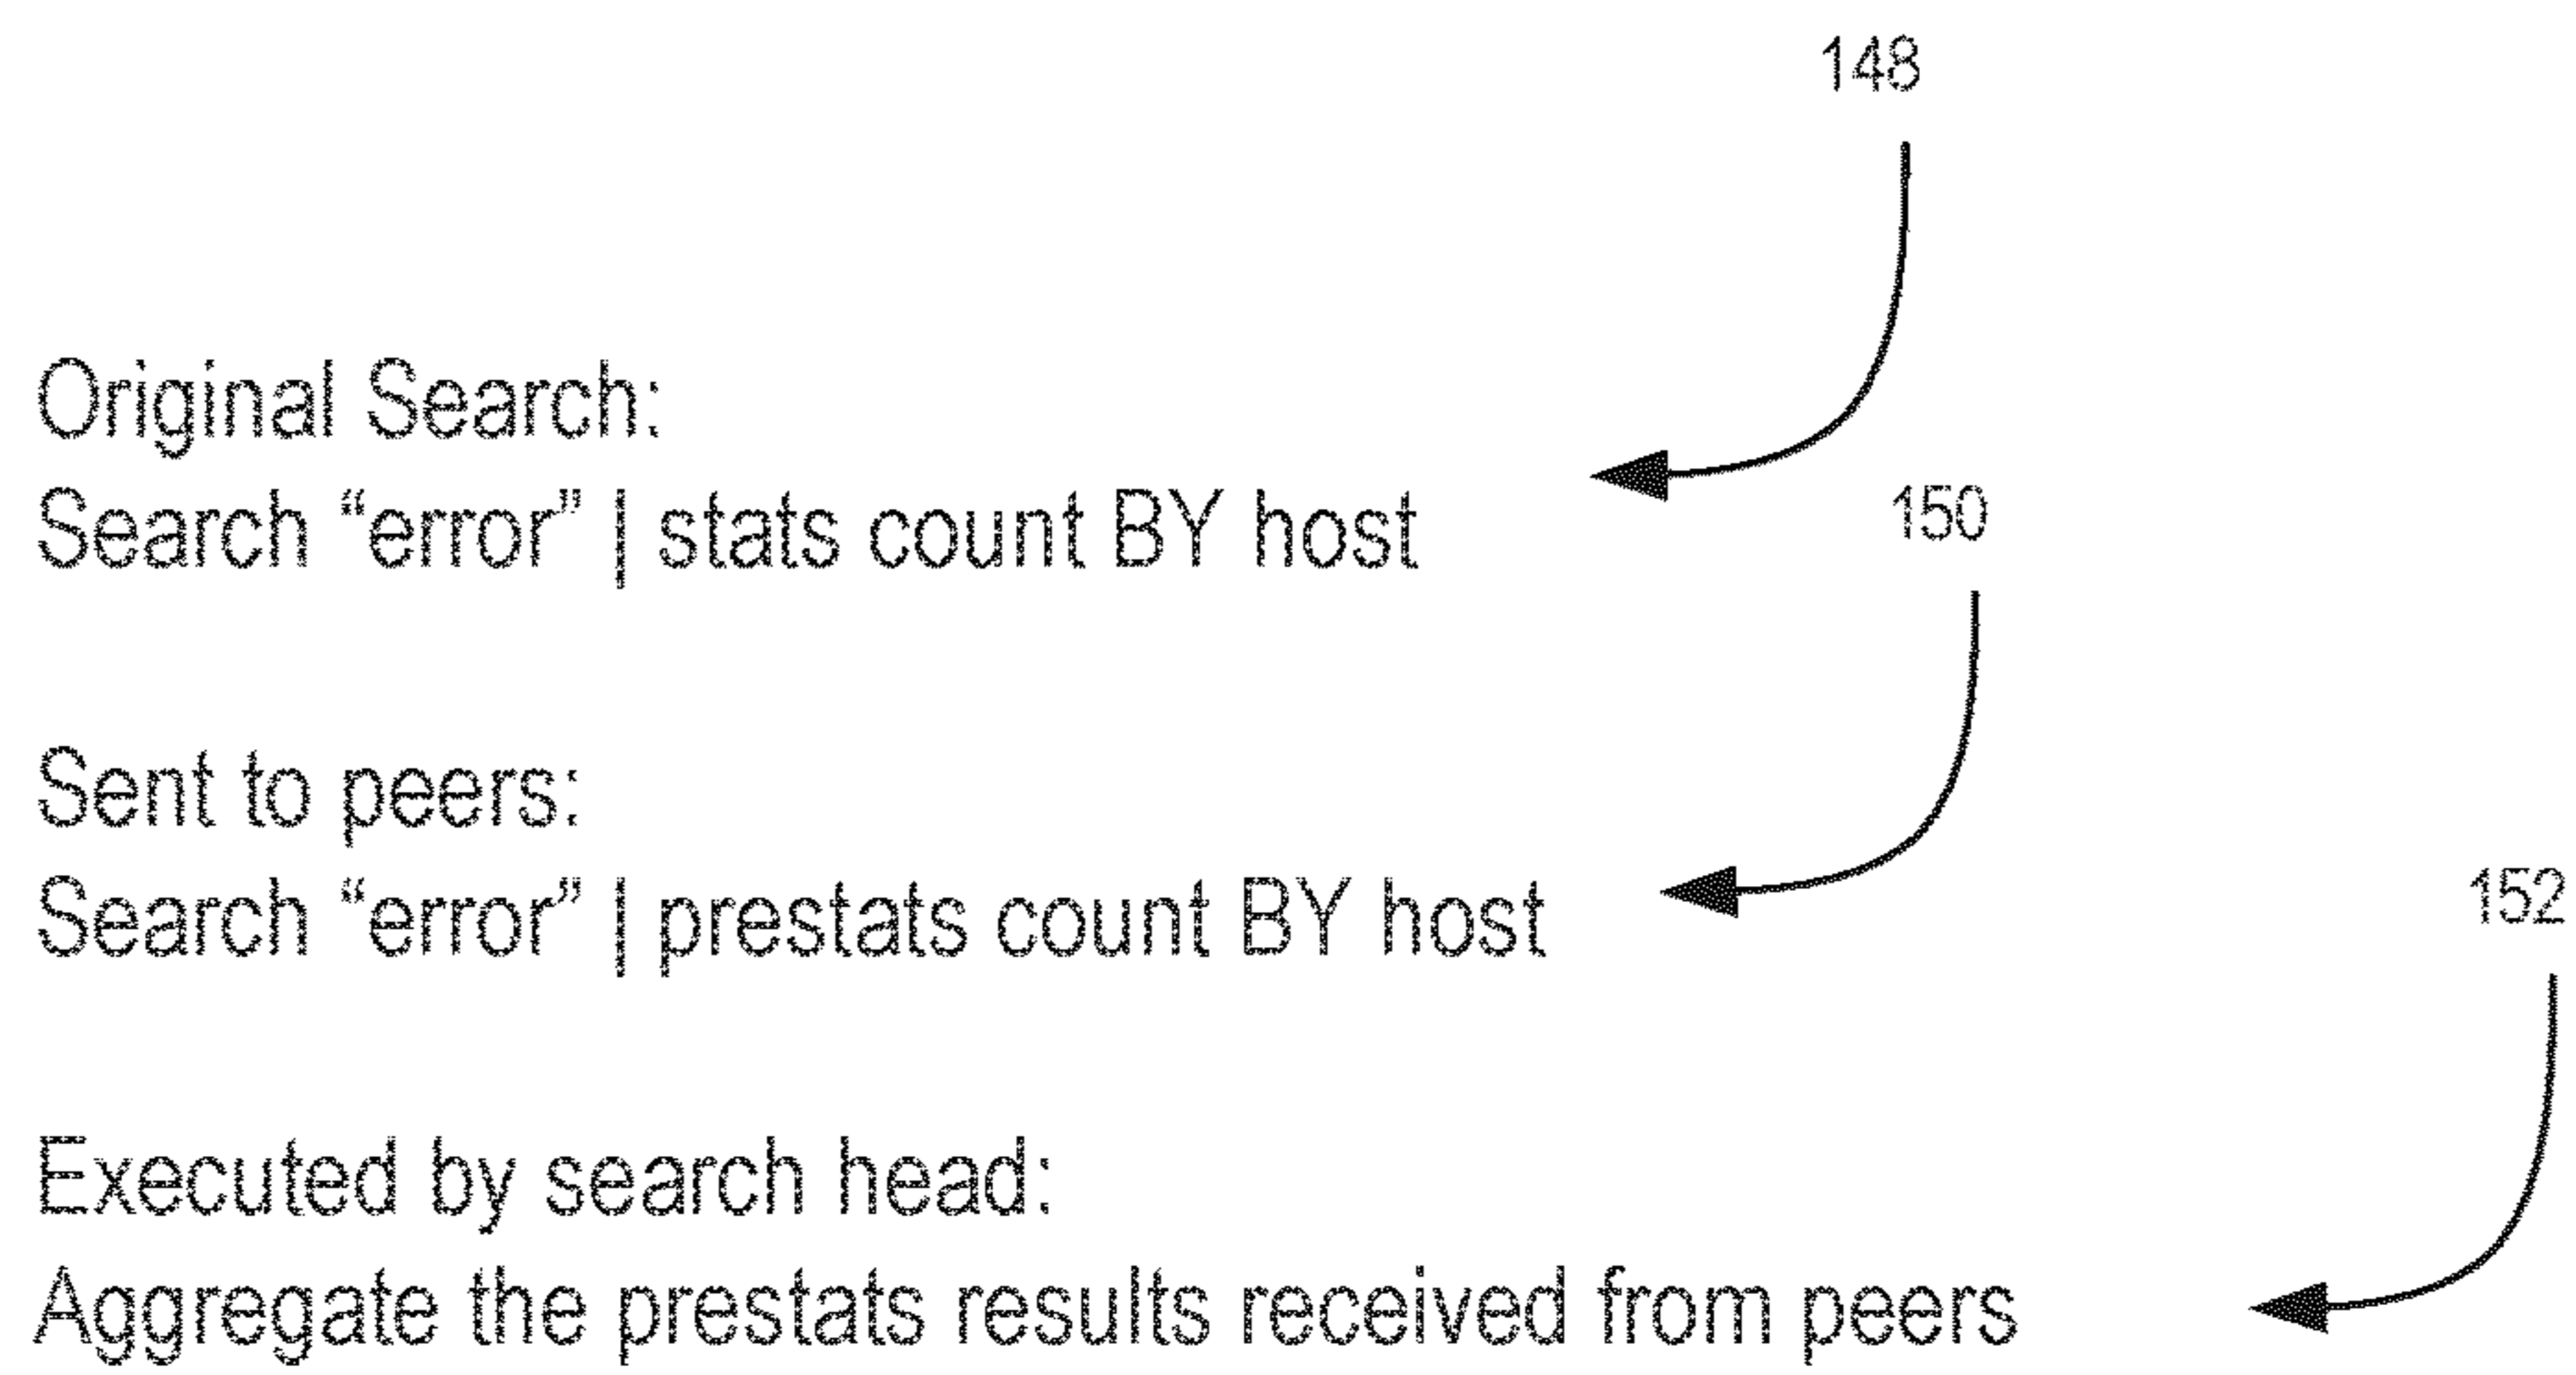 148
Original Search:
Search “error” | stats count BY host
150
Sent to peers:
Search “error” | prestats count BY host
152
Executed by search head:
Aggregate the prestats results received from peers